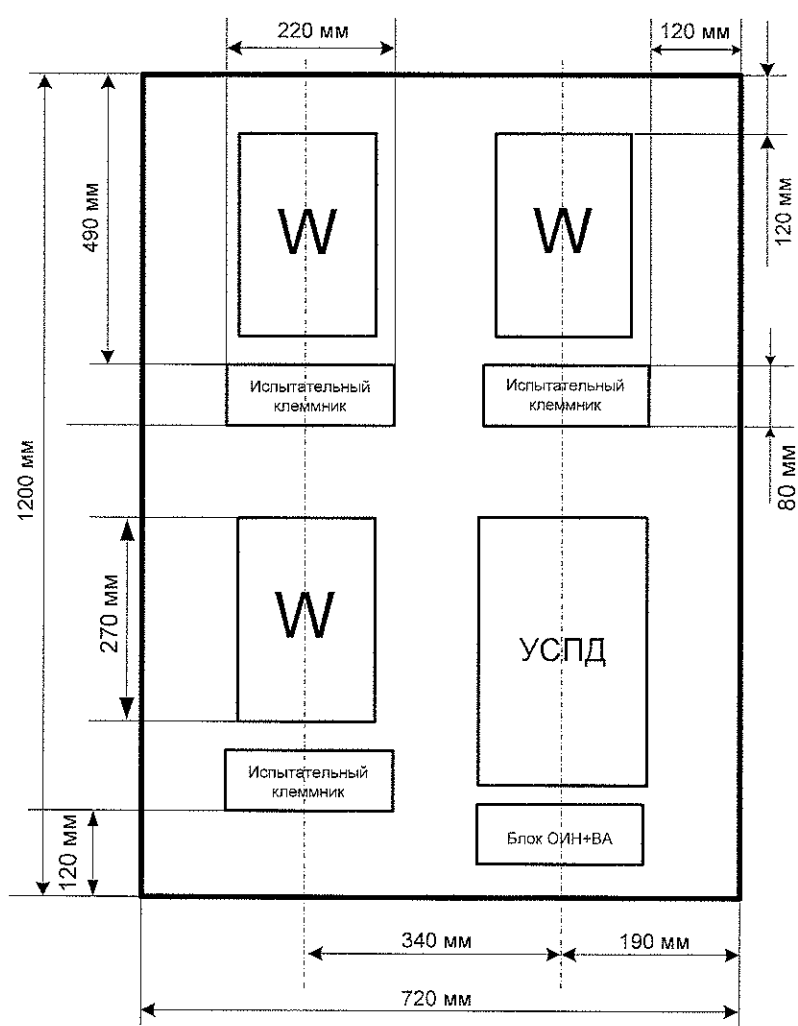 220 мм
120 мм
490 мм
W
W
120 мм
Испытательный
клеммник
Испытательный
клеммник
80 мм
1200 мм
270 мм
W
УСПД
Испытательный
клеммник
Блок ОИН+ВА
120 мм
340 мм
190 мм
720 мм